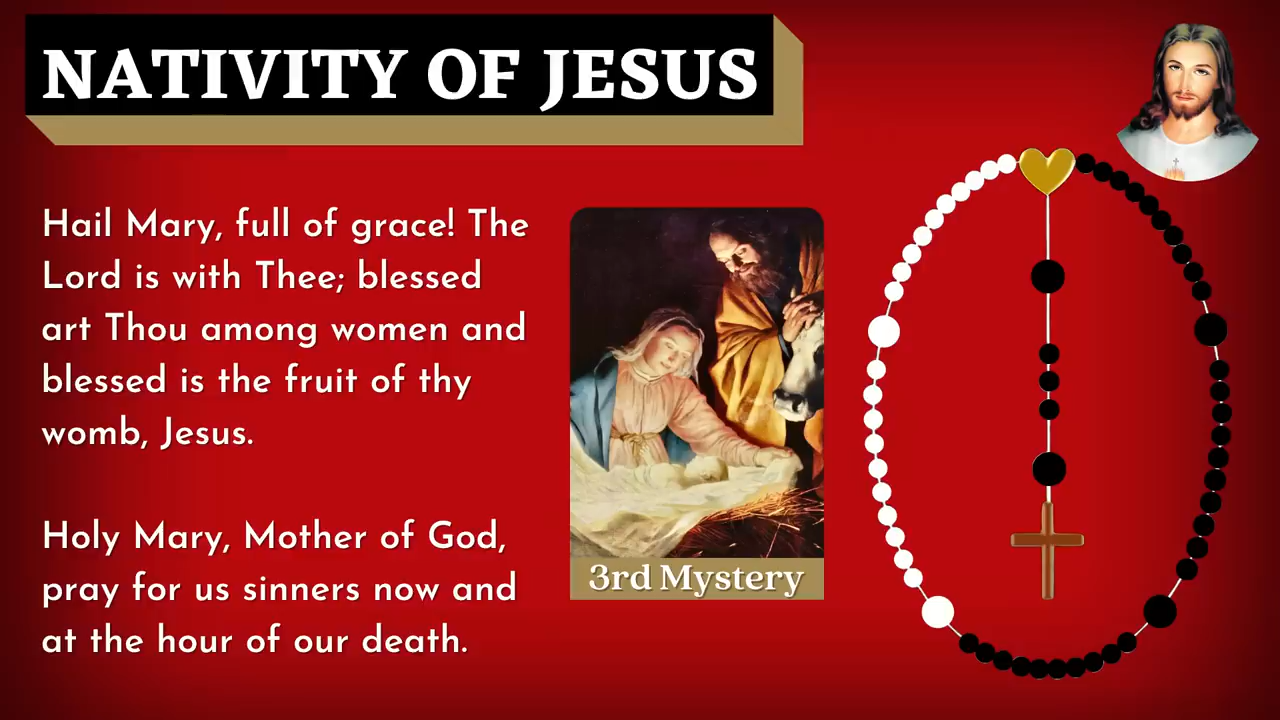 NATIVITY OF JESUS
Hail Mary, full of grace! The
Lord is with Thee; blessed
art Thou among women and
blessed is the fruit of thy
womb, Jesus.
Holy Mary, Mother of God,
pray for us sinners now and
at the hour of our death.
3rd Mystery